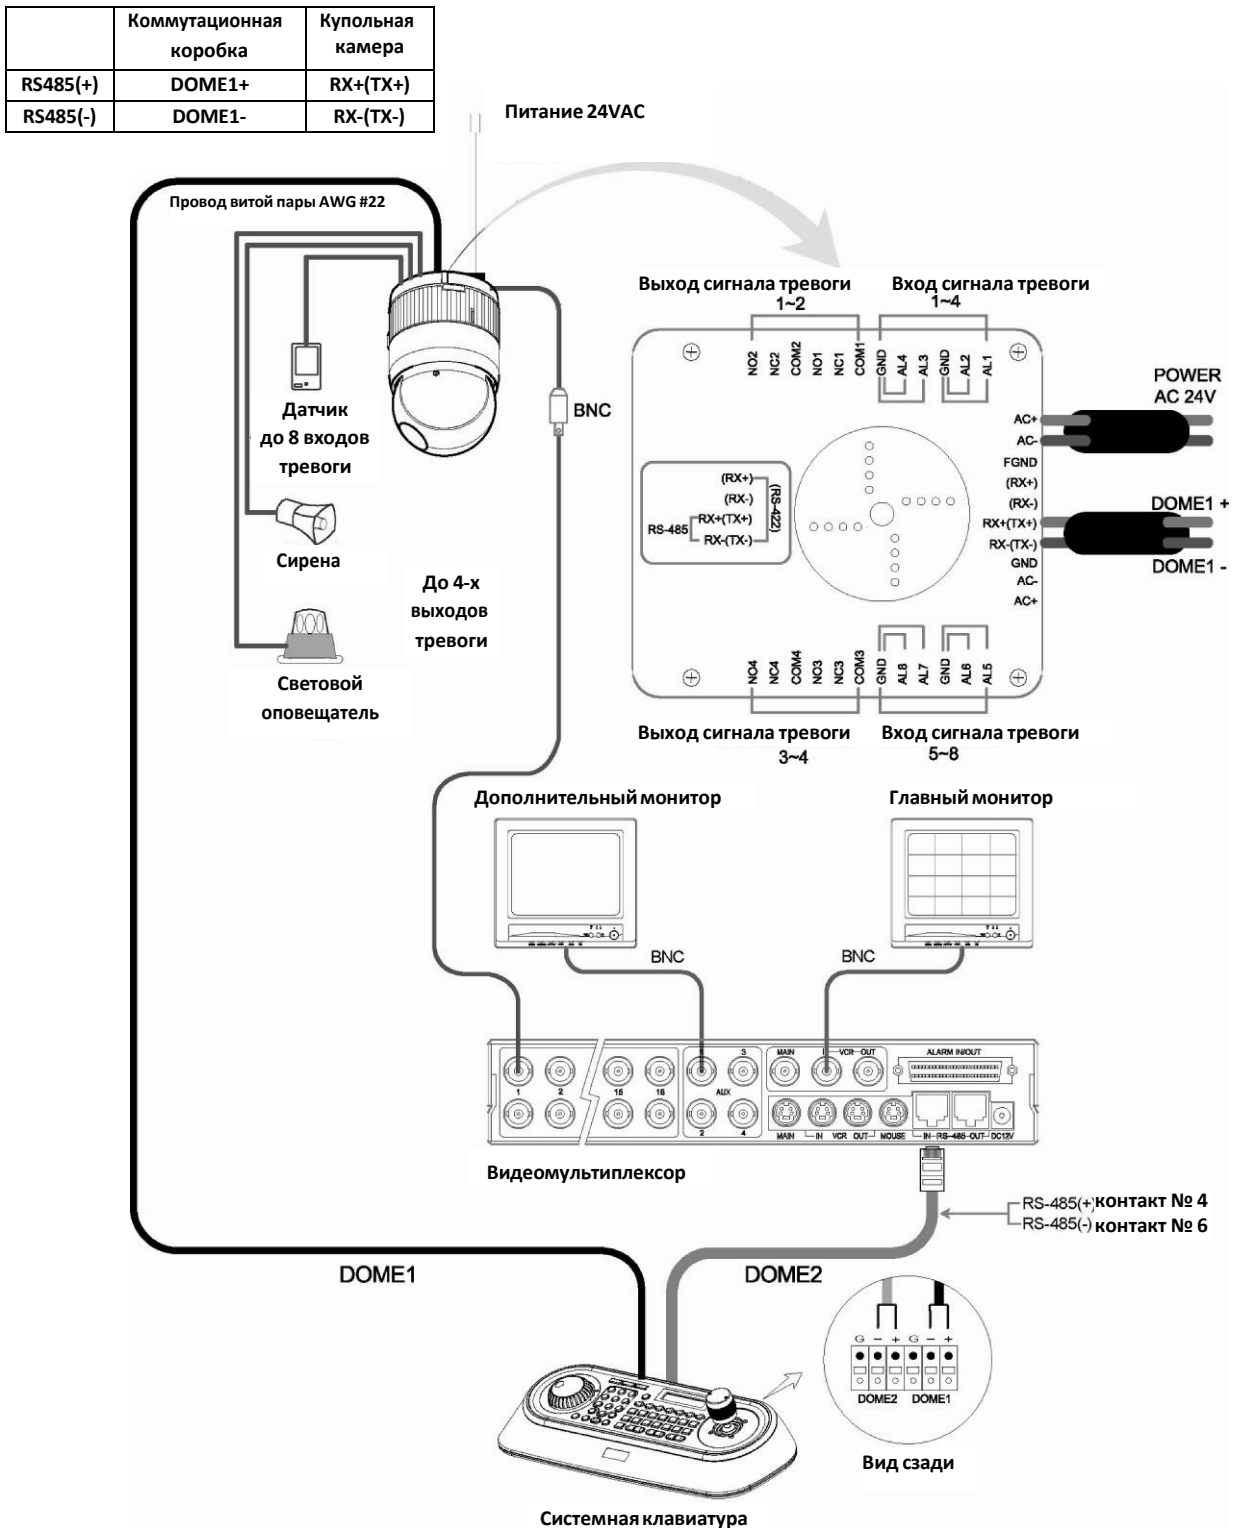 Коммутационная коробка
Купольная камера
RS485(+) DOME1+ RX+(TX+)
RS485(-) DOME1- RX-(TX-)
Питание 24VAC
Провод витой пары AWG #22
Датчик
до 8 входов
тревоги
Сирена
Световой
оповещатель
До 4-х
выходов
тревоги
BNC
Выход сигнала тревоги
1~2
Вход сигнала тревоги
1~4
NO2 NC2 COM2 NO1 NC1 COM1 GND AL4 AL3 GND AL2 AL1
POWER
AC 24V
AC+
AC-
FGND
(RX+)
(RX-)
RX+(TX+)
RX-(TX-)
GND
AC-
AC+
DOME1 +
DOME1 -
(RX+)
(RX-)
RX+(TX+)
RX-(TX-)
RS-485
(RS-422)
NO4 NC4 COM4 NO3 NC3 COM3 GND AL8 AL7 GND AL6 AL5
Выход сигнала тревоги
3~4
Вход сигнала тревоги
5~8
Дополнительный монитор
Главный монитор
BNC
BNC
3 MAIN IN VCR OUT ALARM IN/OUT
1 2 15 16 AUX
2 4 MAIN IN VCR OUT MOUSE IN RS-485 OUT DC12V
Видеомультиплексор
RS-485(+) контакт № 4
RS-485(-) контакт № 6
DOME1
DOME2
G - + G - +
DOME2 DOME1
Вид сзади
Системная клавиатура